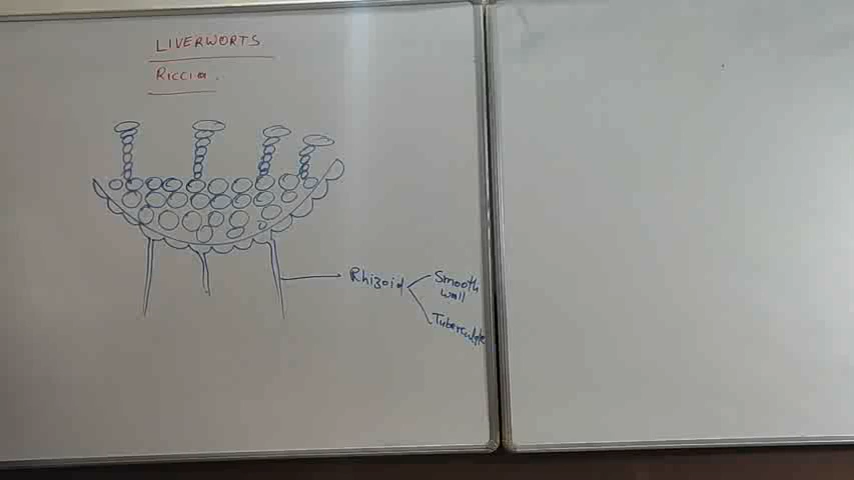 LIVERWORTS
RICCIA.
Rhizoid
Smooth
wall
Tuberculate